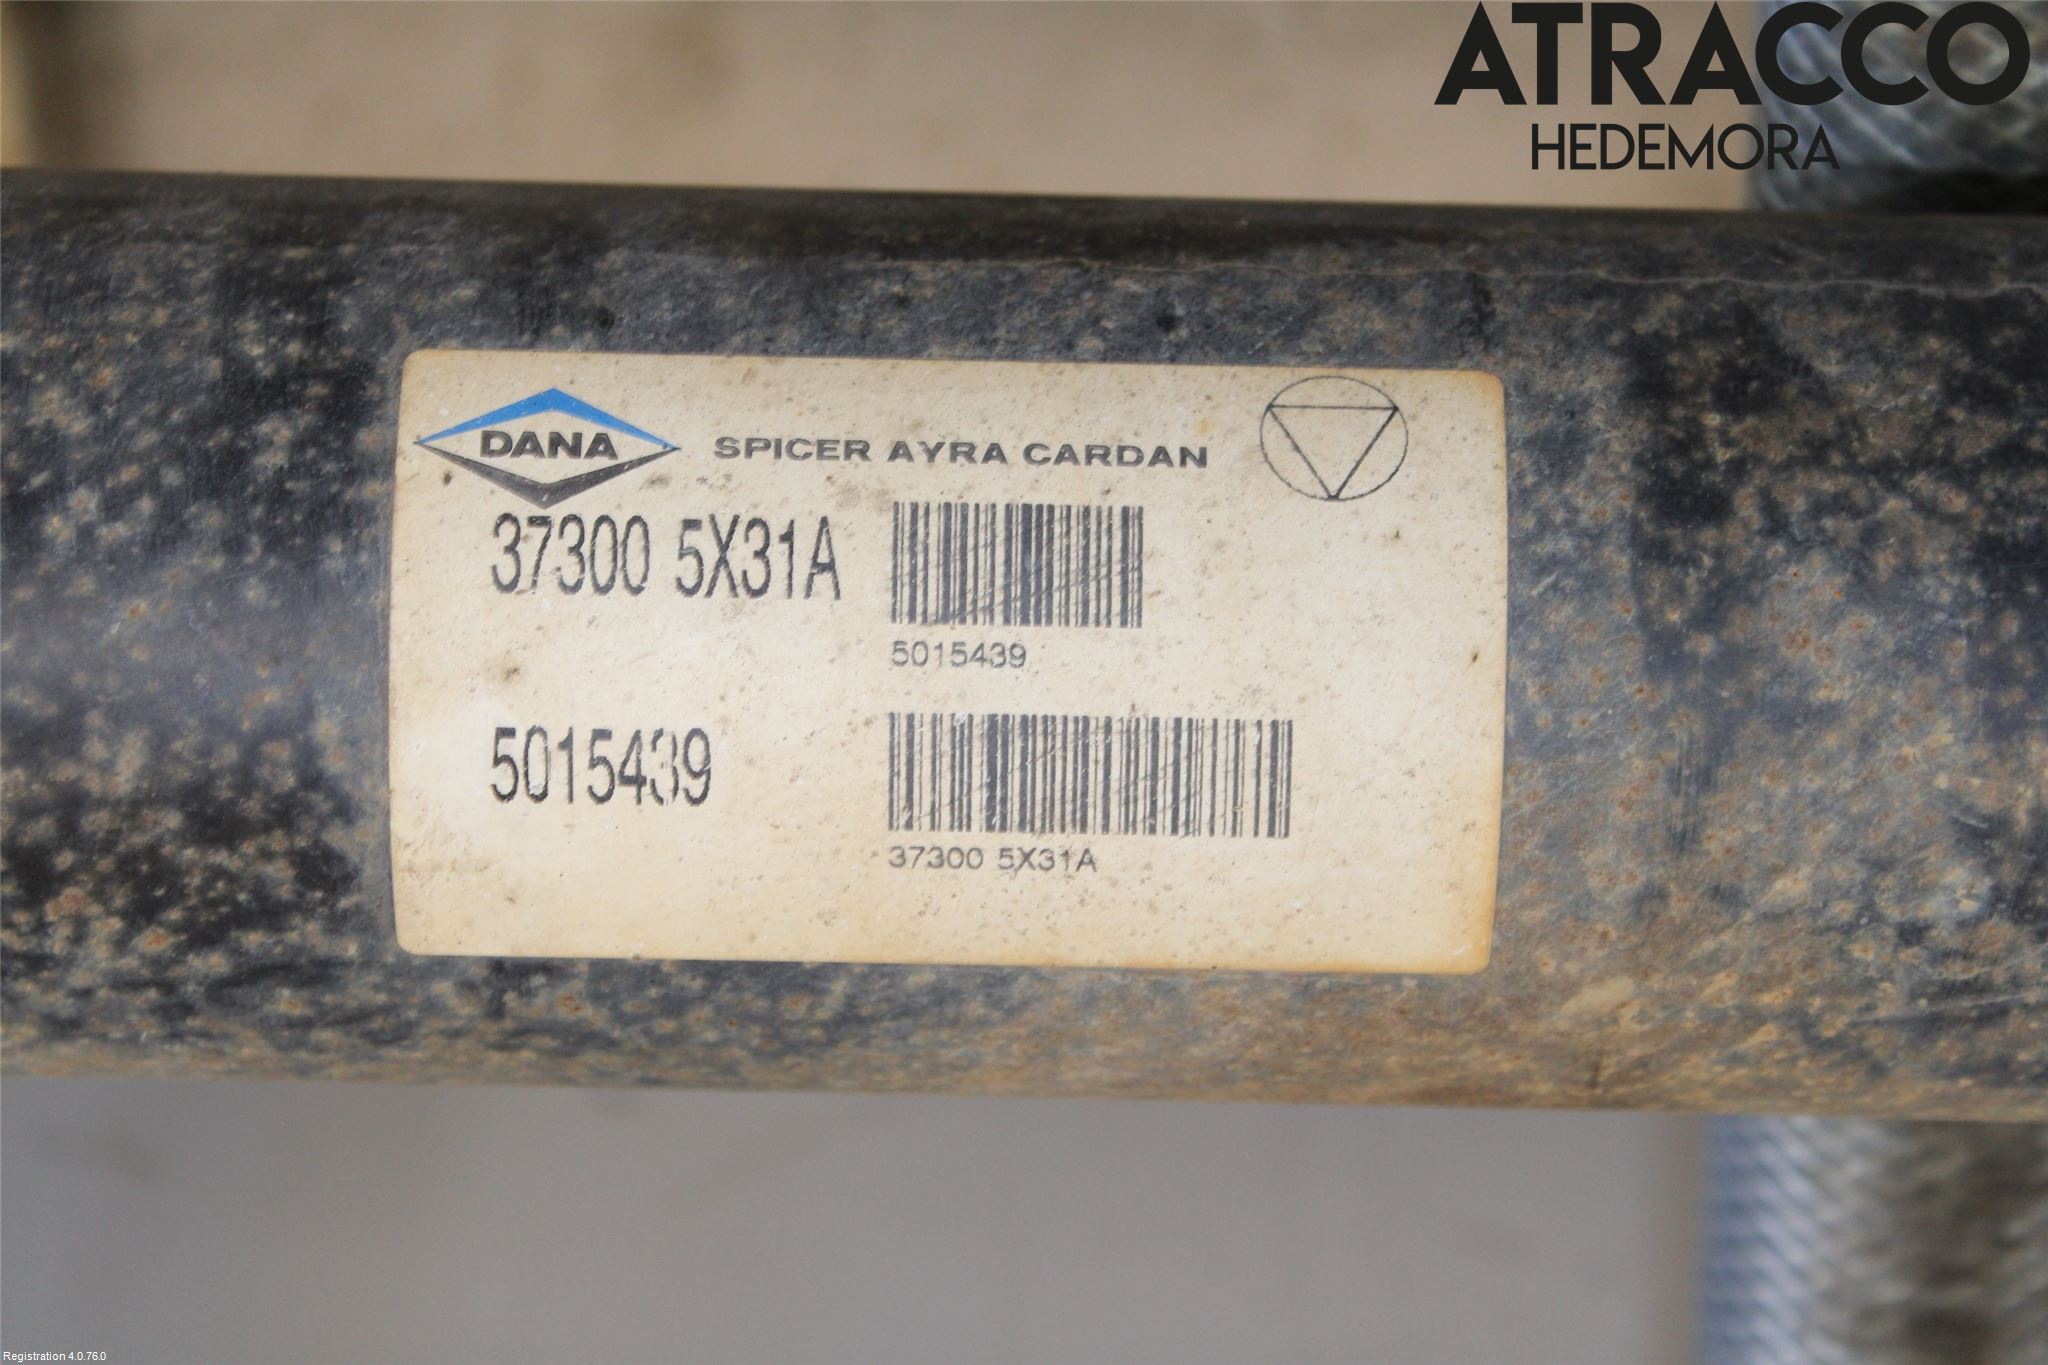 ATRACCO
HEDEMORA
DANA SPICER AYRA CARDAN
37300 5X31A
5015439
5015439
37300 5X31A
Registration 4.0.76.0